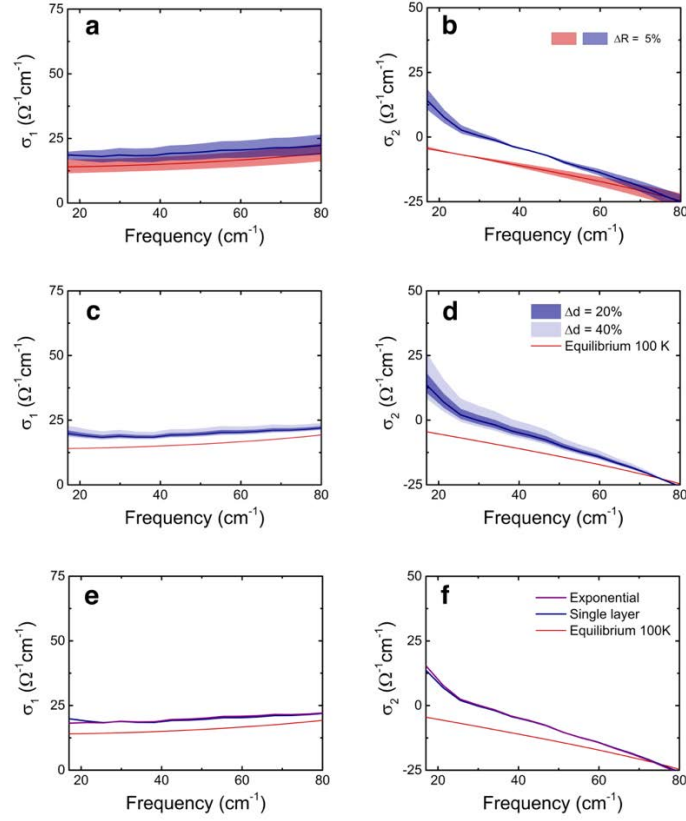 a
75
50
25
0
σ₁ (Ω⁻¹cm⁻¹)
20 40 60 80
Frequency (cm⁻¹)
b
ΔR = 5%
50
25
0
-25
σ₂ (Ω⁻¹cm⁻¹)
20 40 60 80
Frequency (cm⁻¹)
c
75
50
25
0
σ₁ (Ω⁻¹cm⁻¹)
20 40 60 80
Frequency (cm⁻¹)
d
Δd = 20%
Δd = 40%
Equilibrium 100 K
50
25
0
-25
σ₂ (Ω⁻¹cm⁻¹)
20 40 60 80
Frequency (cm⁻¹)
e
75
50
25
0
σ₁ (Ω⁻¹cm⁻¹)
20 40 60 80
Frequency (cm⁻¹)
f
Exponential
Single layer
Equilibrium 100K
50
25
0
-25
σ₂ (Ω⁻¹cm⁻¹)
20 40 60 80
Frequency (cm⁻¹)